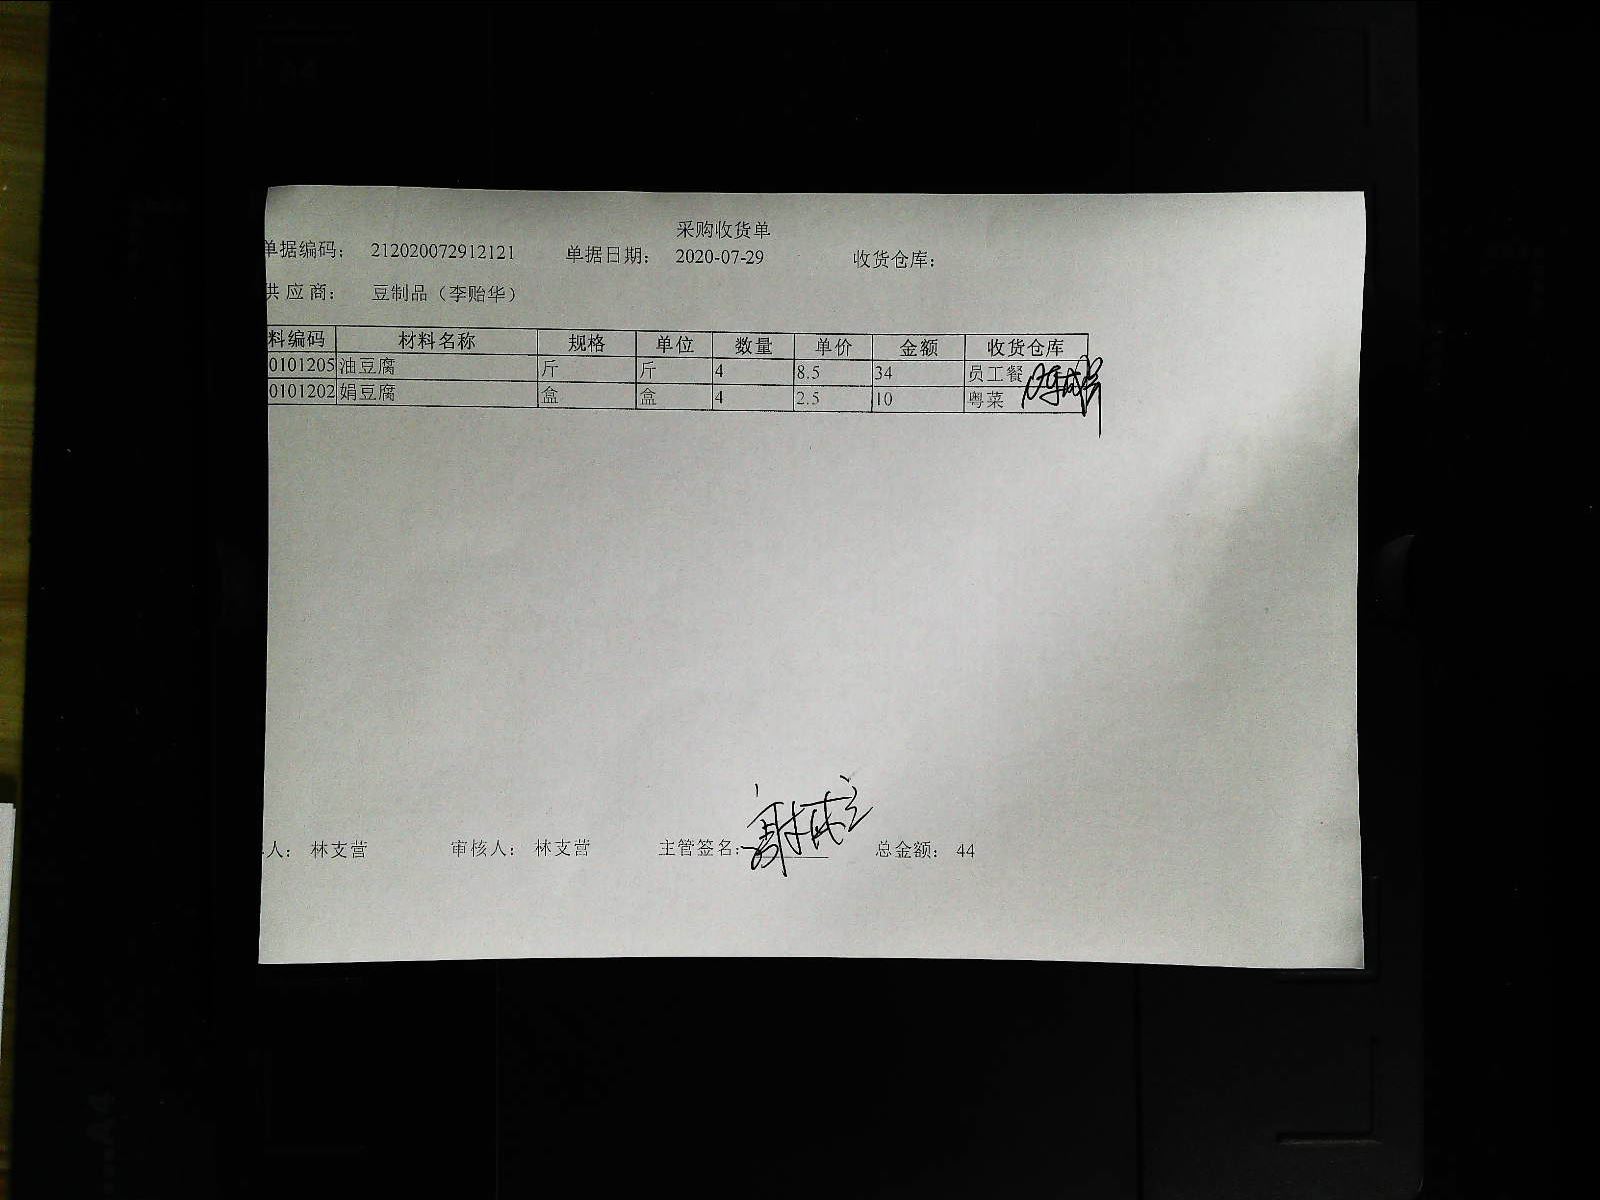 采购收货单
单据编码: 212020072912121 单据日期: 2020-07-29 收货仓库:
供应商: 豆制品（李贻华）
料编码 材料名称 规格 单位 数量 单价 金额 收货仓库
0101205 油豆腐 斤 斤 4 8.5 34 员工餐
0101202 娟豆腐 盒 盒 4 2.5 10 粤菜
人: 林支营 审核人: 林支营 主管签名: 总金额: 44